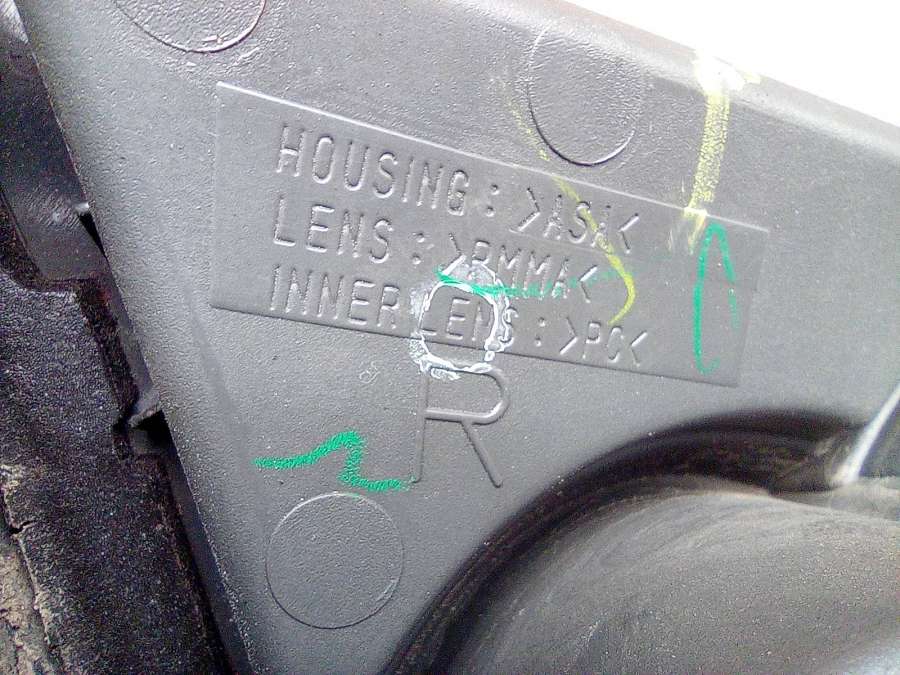 HOUSING : >ASA<
LENS : >PMMA<
INNER LENS : >PC<
R